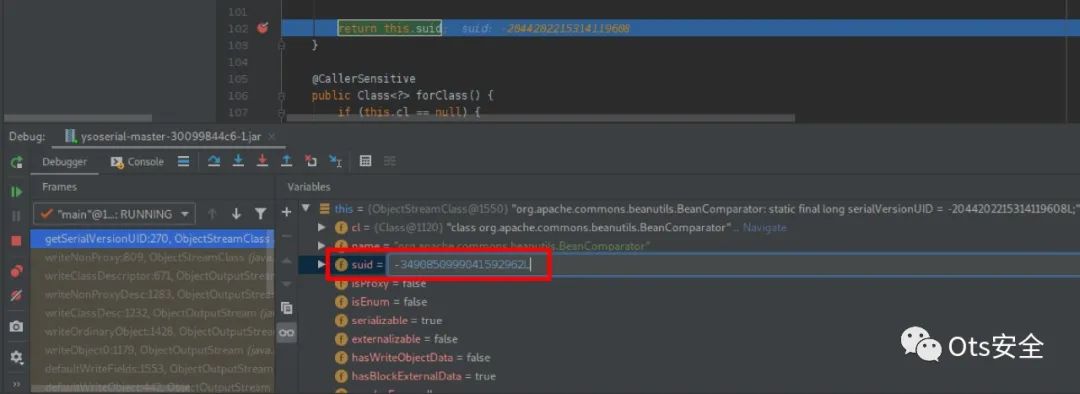 101
102 return this.suid; suid: -2044202215314119608
103 }
104
105 @CallerSensitive
106 public Class<?> forClass() {
107 if (this.cl == null) {
Debug: ysoserial-master-30099844c6-1.jar ×
Debugger Console
Frames Variables
"main"@1...: RUNNING
this = {ObjectStreamClass@1550} "org.apache.commons.beanutils.BeanComparator: static final long serialVersionUID = -2044202215314119608L;"
getSerialVersionUID:270, ObjectStreamClass
cl = {Class@1120} "class org.apache.commons.beanutils.BeanComparator" .. Navigate
writeNonProxy:809, ObjectStreamClass (java.
name = "org.apache.commons.beanutils.BeanComparator"
writeClassDescriptor:671, ObjectOutputStream
suid = -3490850999041592962L
writeNonProxyDesc:1283, ObjectOutputStream
isProxy = false
writeClassDesc:1232, ObjectOutputStream
isEnum = false
writeOrdinaryObject:1428, ObjectOutputStream
serializable = true
writeObject0:1179, ObjectOutputStream (java.
externalizable = false
defaultWriteFields:1553, ObjectOutputStream
hasWriteObjectData = false
defaultWriteObject:442, ObjectOutputStream
hasBlockExternalData = true
Ots安全